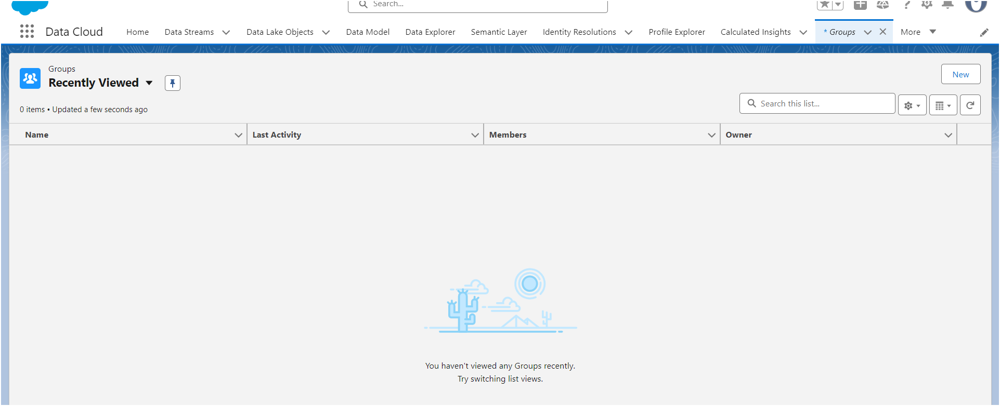 Search...
Data Cloud Home Data Streams Data Lake Objects Data Model Data Explorer Semantic Layer Identity Resolutions Profile Explorer Calculated Insights * Groups More
Groups
Recently Viewed
New
0 items • Updated a few seconds ago
Search this list...
Name Last Activity Members Owner
You haven't viewed any Groups recently.
Try switching list views.